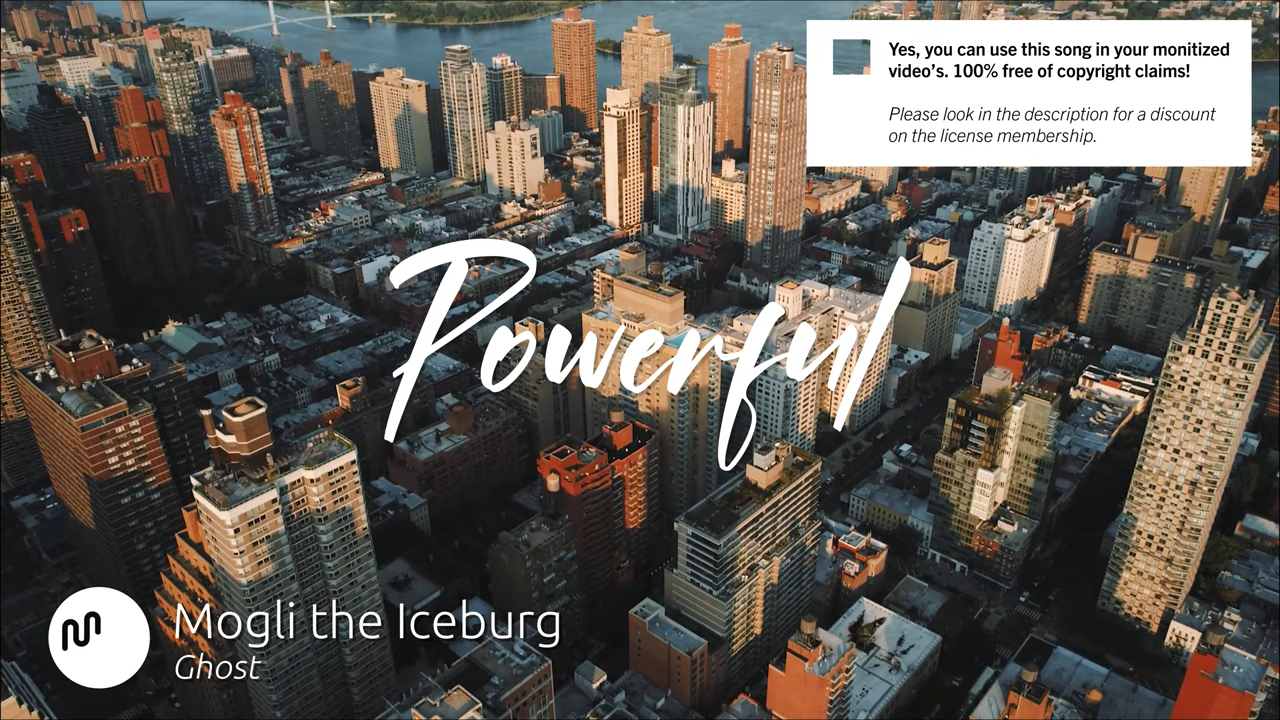 Yes, you can use this song in your monitized
video's. 100% free of copyright claims!
Please look in the description for a discount
on the license membership.
Powerful
Mogli the Iceburg
Ghost